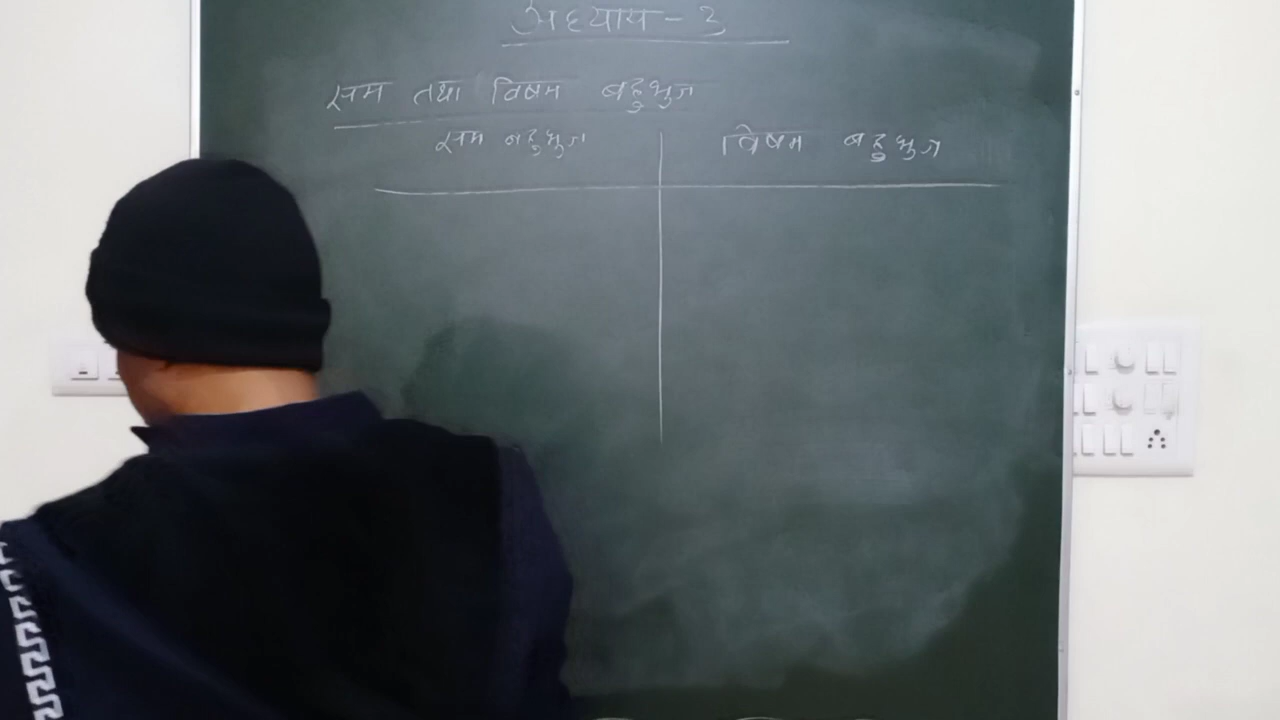 अध्याय - 3
सम तथा विषम बहुभुज
सम बहुभुज विषम बहुभुज